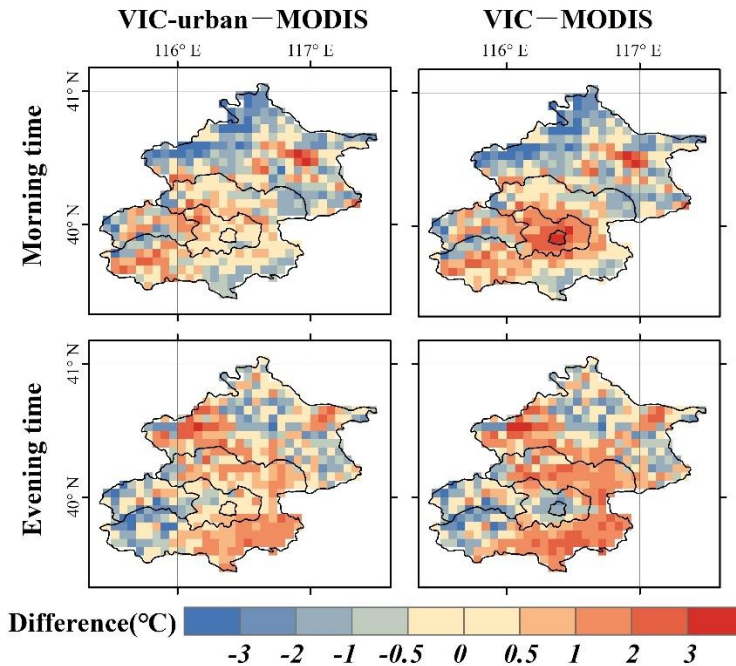 VIC-urban－MODIS VIC－MODIS
116° E 117° E 116° E 117° E
41° N
Morning time
40° N
41° N
Evening time
40° N
Difference(°C)
-3 -2 -1 -0.5 0 0.5 1 2 3